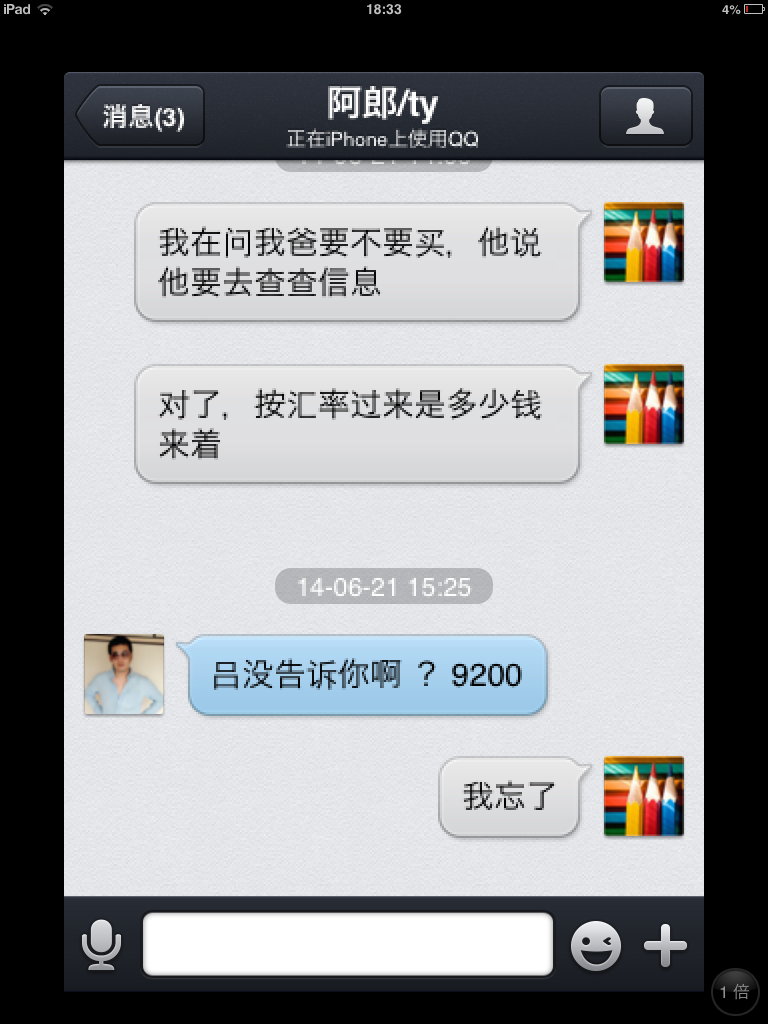 iPad 18:33 4%
消息(3)
阿郎/ty
正在iPhone上使用QQ
我在问我爸要不要买，他说
他要去查查信息
对了，按汇率过来是多少钱
来着
14-06-21 15:25
吕没告诉你啊 ？ 9200
我忘了
1 倍